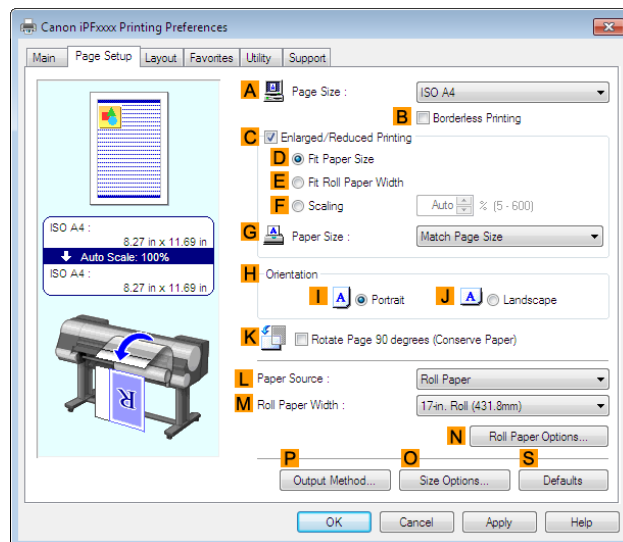 Canon iPFxxxx Printing Preferences
Main Page Setup Layout Favorites Utility Support
A Page Size : ISO A4
B Borderless Printing
C Enlarged/Reduced Printing
D Fit Paper Size
E Fit Roll Paper Width
F Scaling Auto % (5 - 600)
ISO A4 :
8.27 in x 11.69 in
Auto Scale: 100%
ISO A4 :
8.27 in x 11.69 in
G Paper Size : Match Page Size
H Orientation
I A Portrait J A Landscape
K Rotate Page 90 degrees (Conserve Paper)
R
L Paper Source : Roll Paper
M Roll Paper Width : 17-in. Roll (431.8mm)
N Roll Paper Options...
P O S
Output Method... Size Options... Defaults
OK Cancel Apply Help